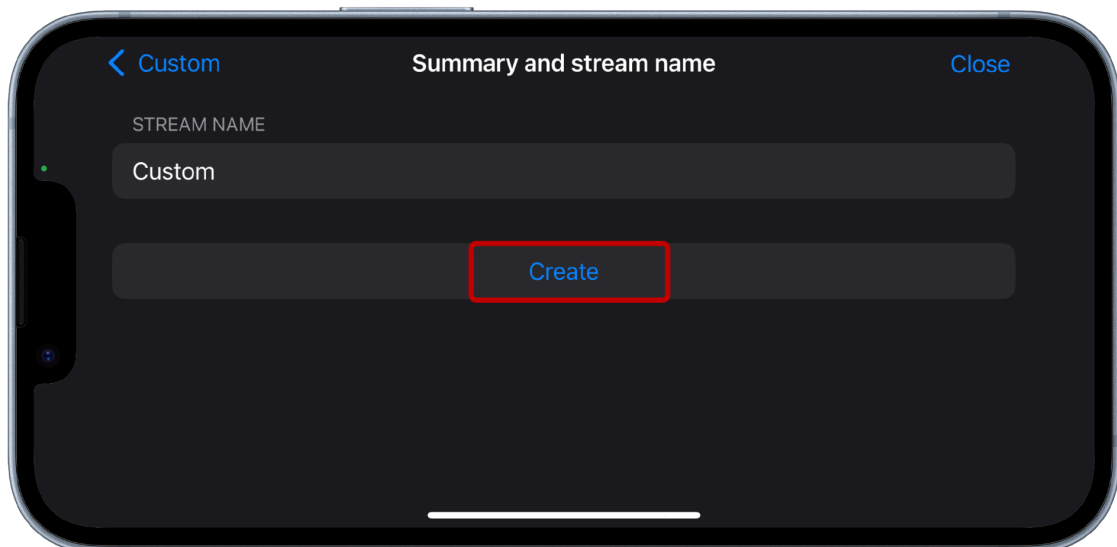 Custom
Summary and stream name
Close
STREAM NAME
Custom
Create